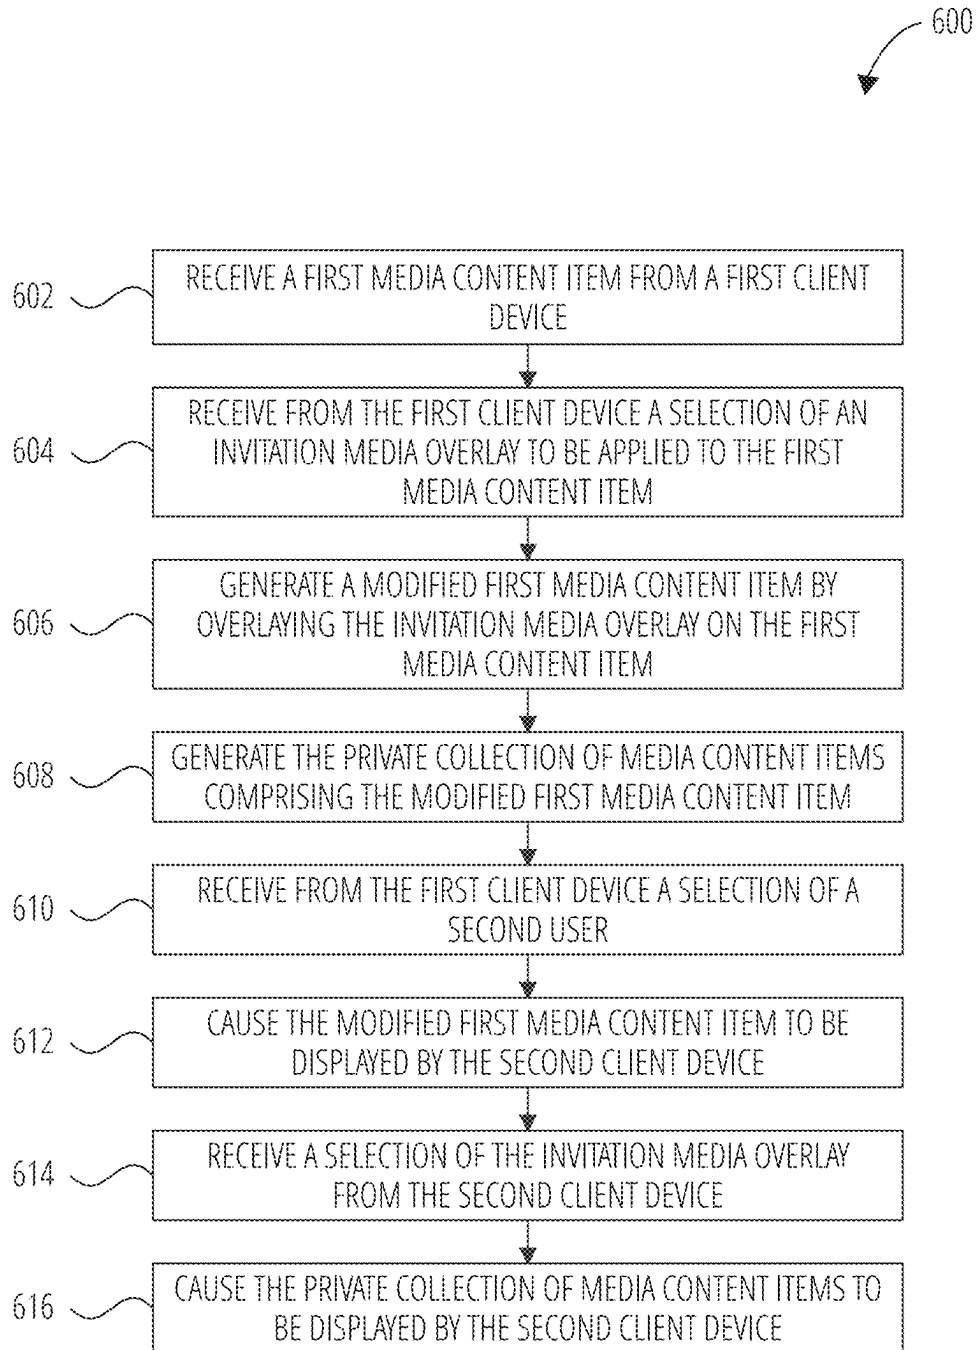 600
602
RECEIVE A FIRST MEDIA CONTENT ITEM FROM A FIRST CLIENT
DEVICE
604
RECEIVE FROM THE FIRST CLIENT DEVICE A SELECTION OF AN
INVITATION MEDIA OVERLAY TO BE APPLIED TO THE FIRST
MEDIA CONTENT ITEM
606
GENERATE A MODIFIED FIRST MEDIA CONTENT ITEM BY
OVERLAYING THE INVITATION MEDIA OVERLAY ON THE FIRST
MEDIA CONTENT ITEM
608
GENERATE THE PRIVATE COLLECTION OF MEDIA CONTENT ITEMS
COMPRISING THE MODIFIED FIRST MEDIA CONTENT ITEM
610
RECEIVE FROM THE FIRST CLIENT DEVICE A SELECTION OF A
SECOND USER
612
CAUSE THE MODIFIED FIRST MEDIA CONTENT ITEM TO BE
DISPLAYED BY THE SECOND CLIENT DEVICE
614
RECEIVE A SELECTION OF THE INVITATION MEDIA OVERLAY
FROM THE SECOND CLIENT DEVICE
616
CAUSE THE PRIVATE COLLECTION OF MEDIA CONTENT ITEMS TO
BE DISPLAYED BY THE SECOND CLIENT DEVICE